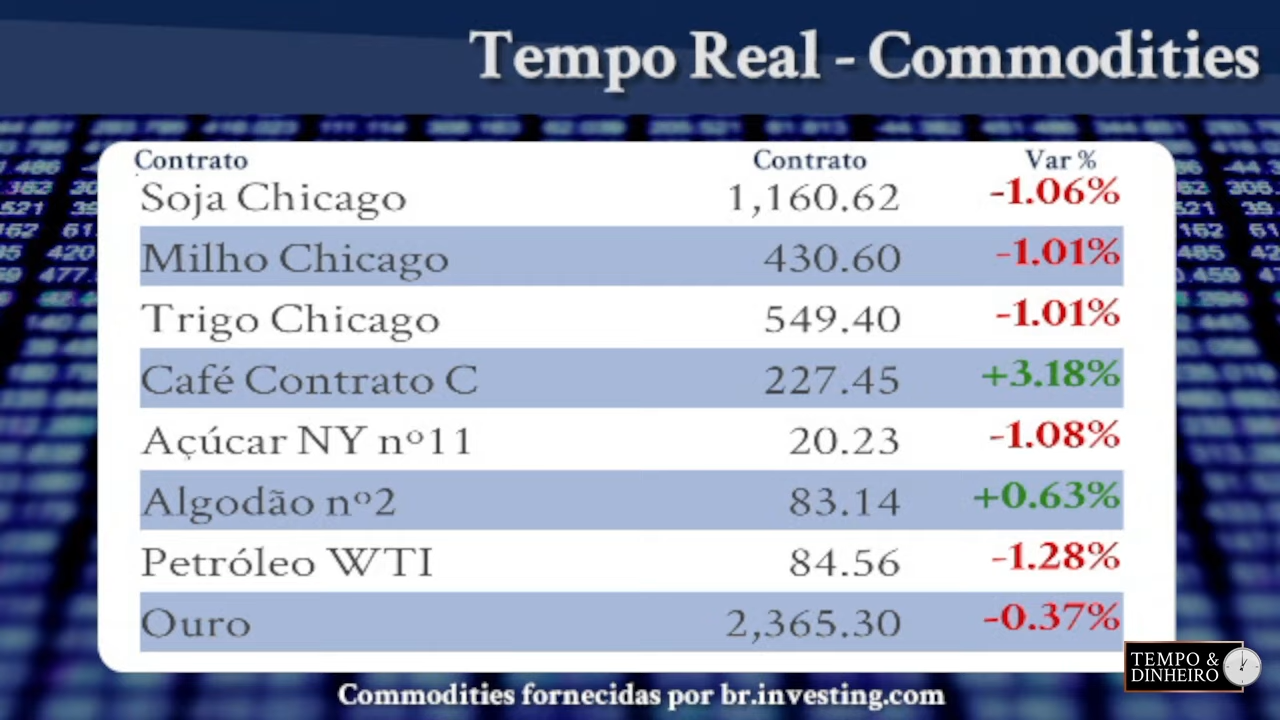 Tempo Real - Commodities
Contrato Contrato Var %
Soja Chicago 1,160.62 -1.06%
Milho Chicago 430.60 -1.01%
Trigo Chicago 549.40 -1.01%
Café Contrato C 227.45 +3.18%
Açúcar NY nº11 20.23 -1.08%
Algodão nº2 83.14 +0.63%
Petróleo WTI 84.56 -1.28%
Ouro 2,365.30 -0.37%
TEMPO &
DINHEIRO
Commodities fornecidas por br.investing.com